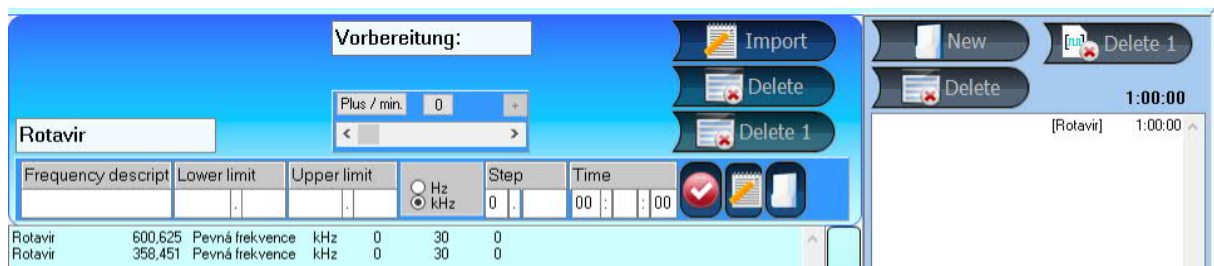 Vorbereitung:
Import
New
Delete 1
Plus / min. 0 +
Delete
Delete
1:00:00
Rotavir
< >
Delete 1
[Rotavir] 1:00:00
Frequency descript Lower limit Upper limit Hz Step Time
. . kHz 0 . 00 : : 00
Rotavir 600,625 Pevná frekvence kHz 0 30 0
Rotavir 358,451 Pevná frekvence kHz 0 30 0